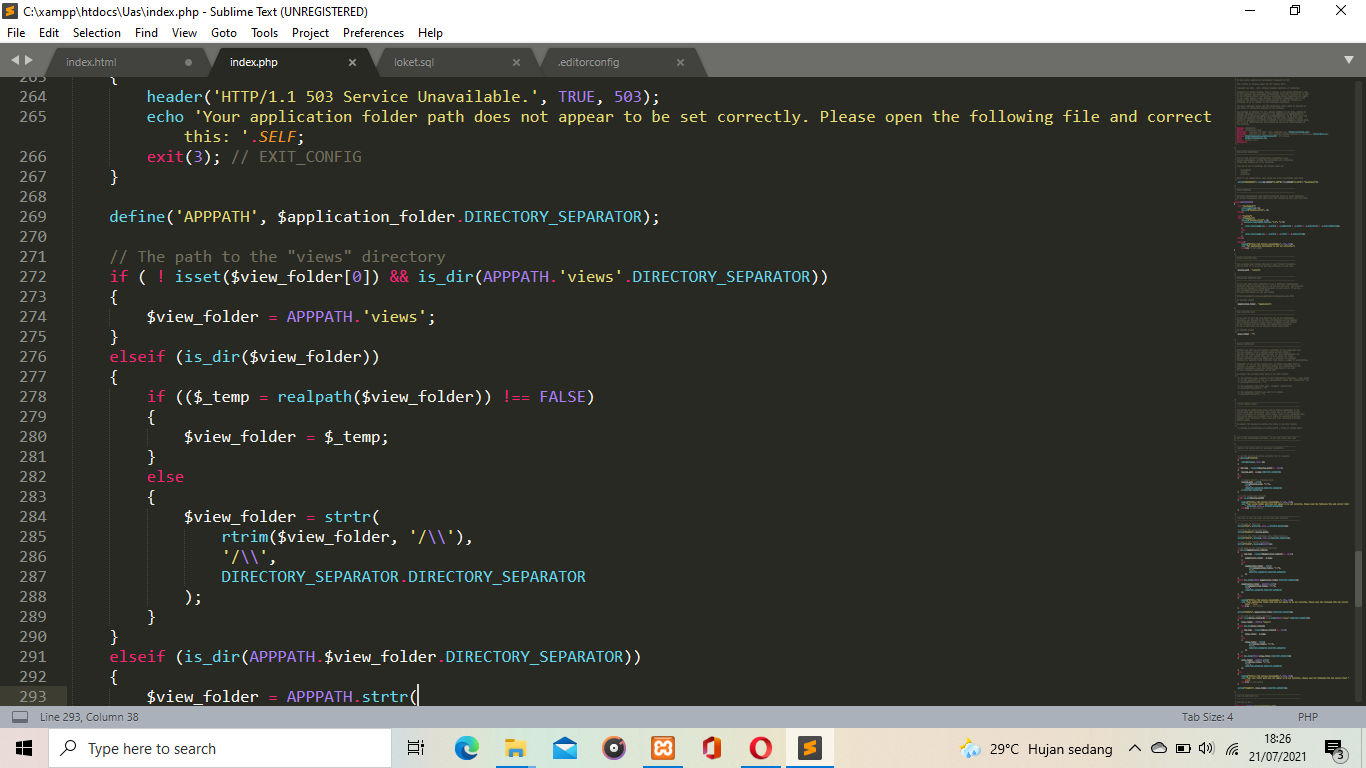 C:\xampp\htdocs\Uas\index.php - Sublime Text (UNREGISTERED)
File Edit Selection Find View Goto Tools Project Preferences Help
index.html index.php loket.sql .editorconfig
263 {
264 header('HTTP/1.1 503 Service Unavailable.', TRUE, 503);
265 echo 'Your application folder path does not appear to be set correctly. Please open the following file and correct
this: '.SELF;
266 exit(3); // EXIT_CONFIG
267 }
268
269 define('APPPATH', $application_folder.DIRECTORY_SEPARATOR);
270
271 // The path to the "views" directory
272 if ( ! isset($view_folder[0]) && is_dir(APPPATH.'views'.DIRECTORY_SEPARATOR))
273 {
274 $view_folder = APPPATH.'views';
275 }
276 elseif (is_dir($view_folder))
277 {
278 if (($_temp = realpath($view_folder)) !== FALSE)
279 {
280 $view_folder = $_temp;
281 }
282 else
283 {
284 $view_folder = strtr(
285 rtrim($view_folder, '/\\'),
286 '/\\',
287 DIRECTORY_SEPARATOR.DIRECTORY_SEPARATOR
288 );
289 }
290 }
291 elseif (is_dir(APPPATH.$view_folder.DIRECTORY_SEPARATOR))
292 {
293 $view_folder = APPPATH.strtr(
Line 293, Column 38 Tab Size: 4 PHP
Type here to search 29°C Hujan sedang 18:26
21/07/2021 3